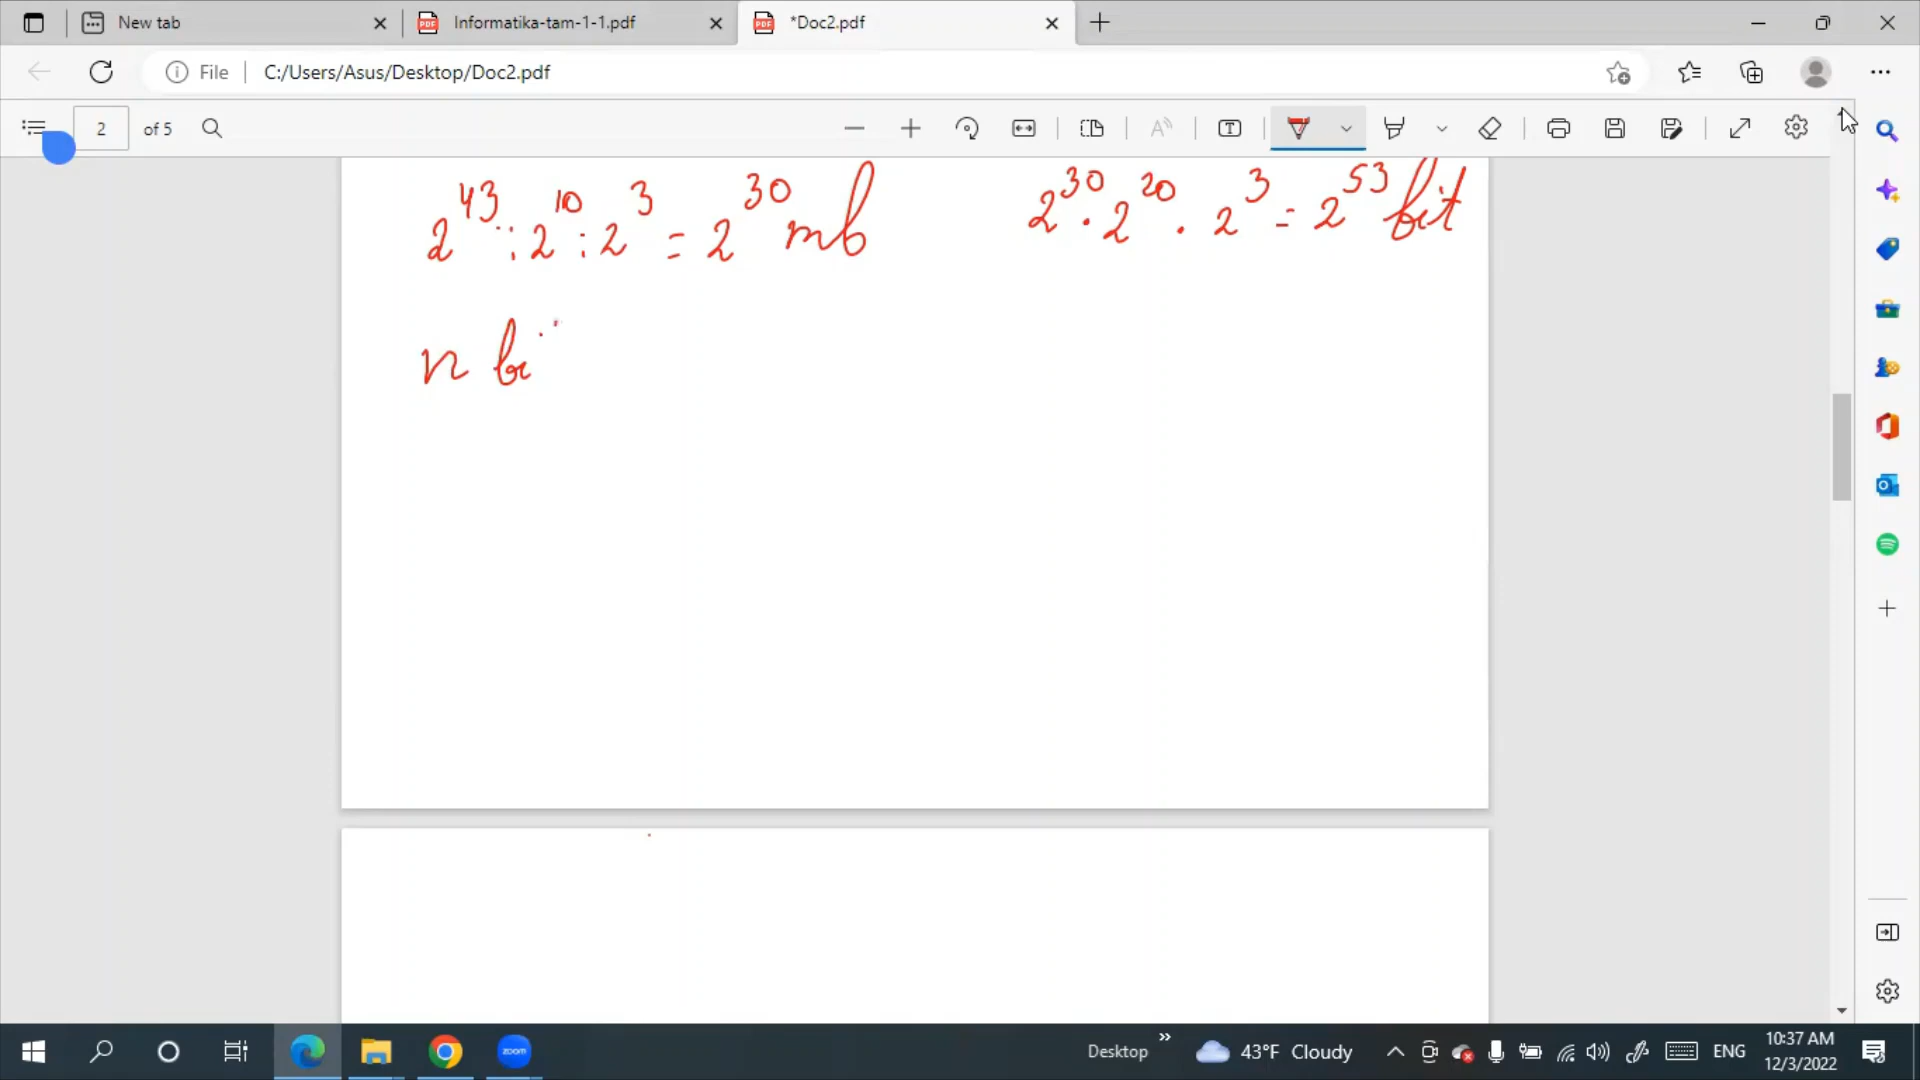 New tab
Informatika-tam-1-1.pdf
*Doc2.pdf
File
C:/Users/Asus/Desktop/Doc2.pdf
2 of 5
2⁴³ : 2¹⁰ : 2³ = 2³⁰ mb
2³⁰ · 2²⁰ · 2³ = 2⁵³ bit
n bi
zoom
Desktop
43°F Cloudy
ENG
10:37 AM
12/3/2022